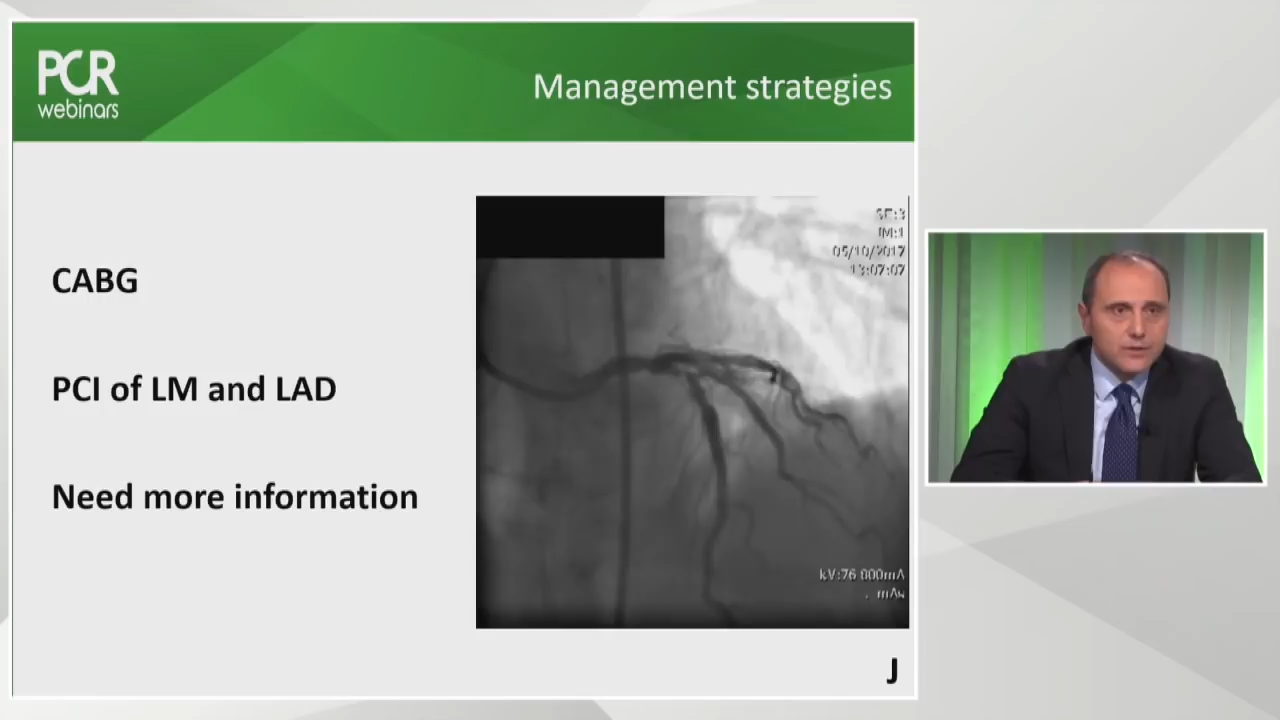 PCR
webinars
Management strategies
CABG
PCI of LM and LAD
Need more information
SE:3
IM:1
05/10/2017
13:07:07
kV:76 000mA
. mAs
J